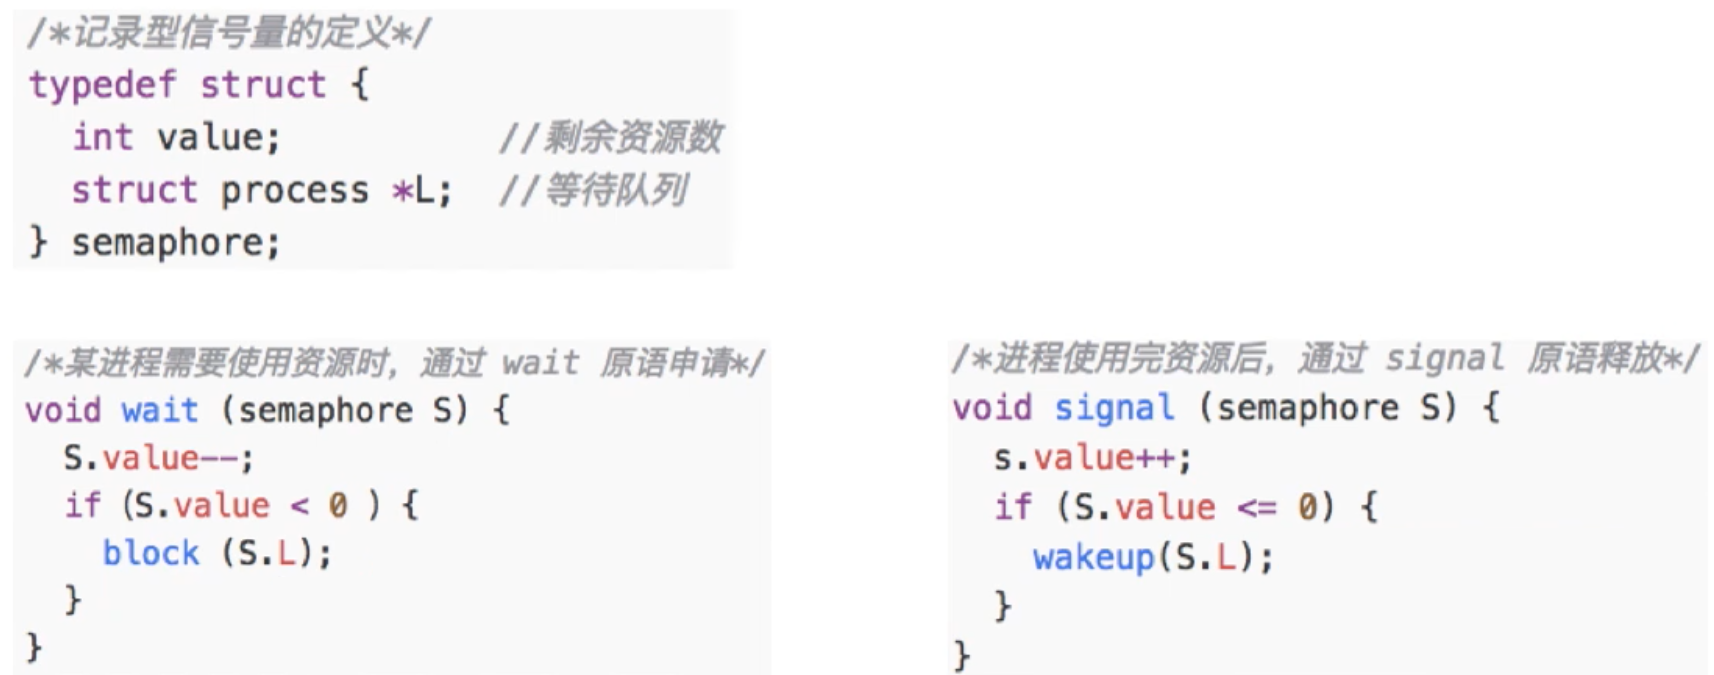 /*记录型信号量的定义*/
typedef struct {
  int value;          //剩余资源数
  struct process *L;  //等待队列
} semaphore;
/*某进程需要使用资源时，通过 wait 原语申请*/
void wait (semaphore S) {
  S.value--;
  if (S.value < 0 ) {
    block (S.L);
  }
}
/*进程使用完资源后，通过 signal 原语释放*/
void signal (semaphore S) {
  s.value++;
  if (S.value <= 0) {
    wakeup(S.L);
  }
}